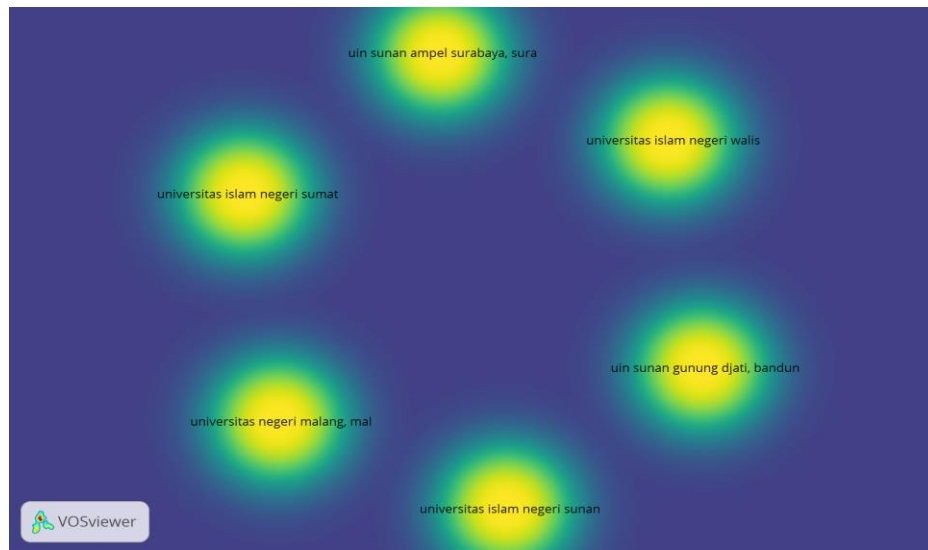 uin sunan ampel surabaya, sura
universitas islam negeri walis
universitas islam negeri sumat
uin sunan gunung djati, bandun
universitas negeri malang, mal
universitas islam negeri sunan
VOSviewer